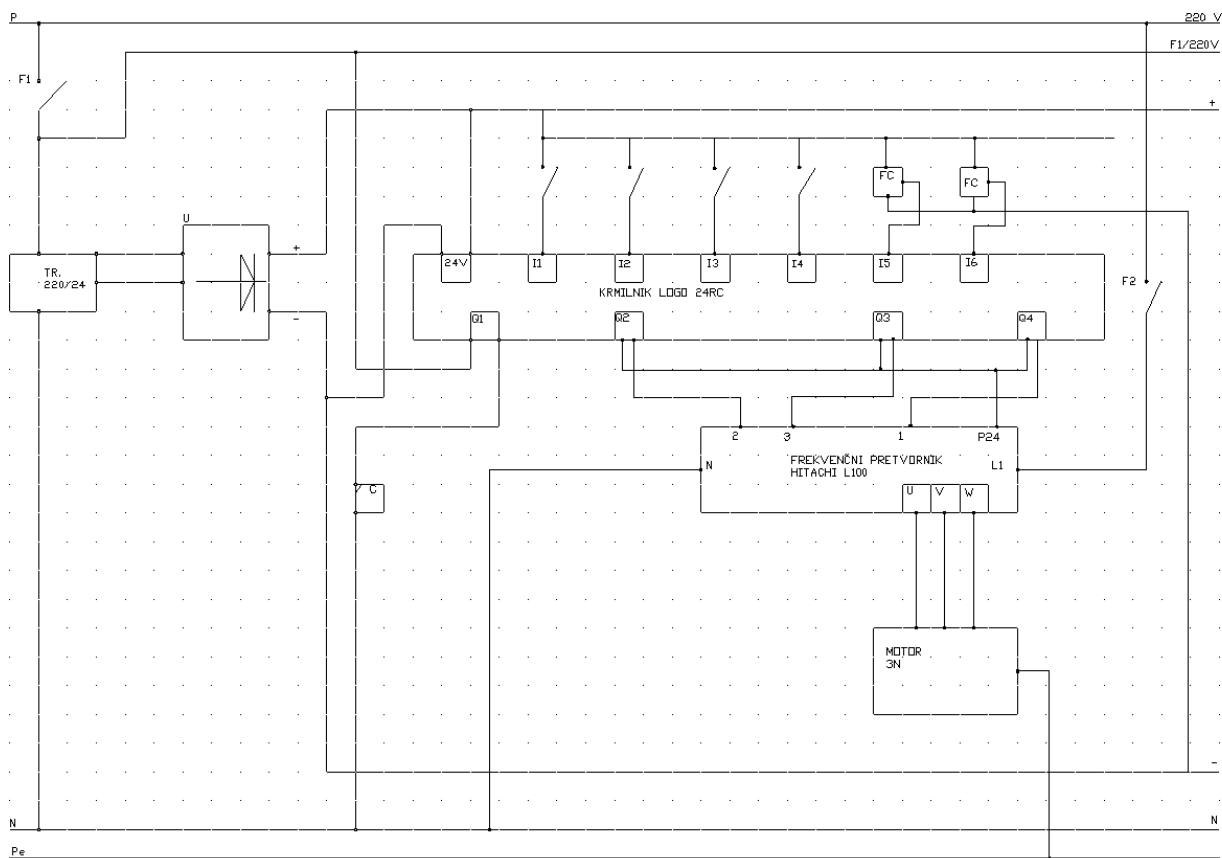 P
220 V
F1/220V
F1
+
FC
FC
U
+
TR.
220/24
24V
I1
I2
I3
I4
I5
I6
KRMILNIK LOGO 24RC
F2
-
Q1
Q2
Q3
Q4
2
3
1
P24
N
FREKVENČNI PRETVORNIK
HITACHI L100
L1
C
U
V
W
MOTOR
3N
-
N
N
Pe